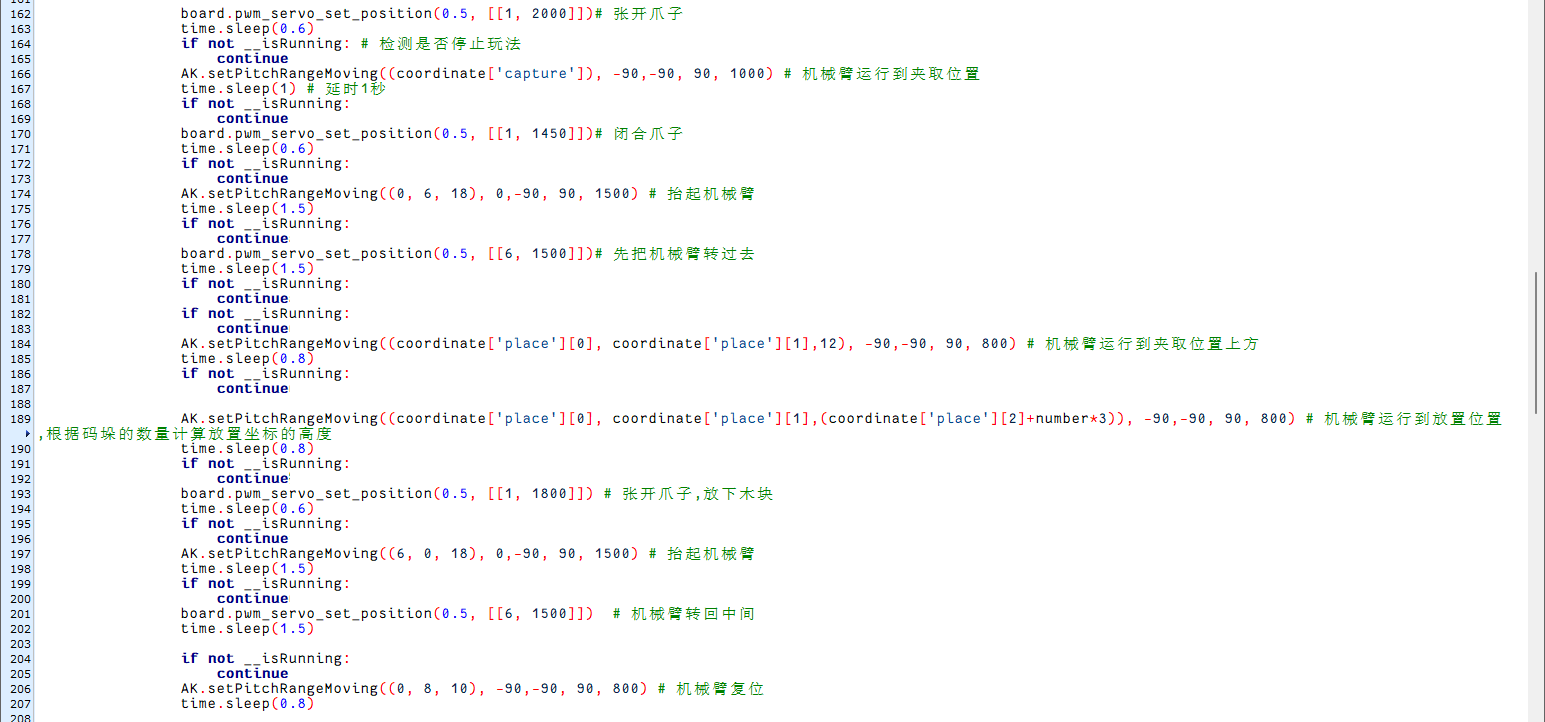 162 board.pwm_servo_set_position(0.5, [[1, 2000]])# 张开爪子
163 time.sleep(0.6)
164 if not __isRunning: # 检测是否停止玩法
165 continue
166 AK.setPitchRangeMoving((coordinate['capture']), -90,-90, 90, 1000) # 机械臂运行到夹取位置
167 time.sleep(1) # 延时1秒
168 if not __isRunning:
169 continue
170 board.pwm_servo_set_position(0.5, [[1, 1450]])# 闭合爪子
171 time.sleep(0.6)
172 if not __isRunning:
173 continue
174 AK.setPitchRangeMoving((0, 6, 18), 0,-90, 90, 1500) # 抬起机械臂
175 time.sleep(1.5)
176 if not __isRunning:
177 continue
178 board.pwm_servo_set_position(0.5, [[6, 1500]])# 先把机械臂转过去
179 time.sleep(1.5)
180 if not __isRunning:
181 continue
182 if not __isRunning:
183 continue
184 AK.setPitchRangeMoving((coordinate['place'][0], coordinate['place'][1],12), -90,-90, 90, 800) # 机械臂运行到夹取位置上方
185 time.sleep(0.8)
186 if not __isRunning:
187 continue
188
189 AK.setPitchRangeMoving((coordinate['place'][0], coordinate['place'][1],(coordinate['place'][2]+number*3)), -90,-90, 90, 800) # 机械臂运行到放置位置
,根据码垛的数量计算放置坐标的高度
190 time.sleep(0.8)
191 if not __isRunning:
192 continue
193 board.pwm_servo_set_position(0.5, [[1, 1800]]) # 张开爪子,放下木块
194 time.sleep(0.6)
195 if not __isRunning:
196 continue
197 AK.setPitchRangeMoving((6, 0, 18), 0,-90, 90, 1500) # 抬起机械臂
198 time.sleep(1.5)
199 if not __isRunning:
200 continue
201 board.pwm_servo_set_position(0.5, [[6, 1500]])  # 机械臂转回中间
202 time.sleep(1.5)
203
204 if not __isRunning:
205 continue
206 AK.setPitchRangeMoving((0, 8, 10), -90,-90, 90, 800) # 机械臂复位
207 time.sleep(0.8)
208